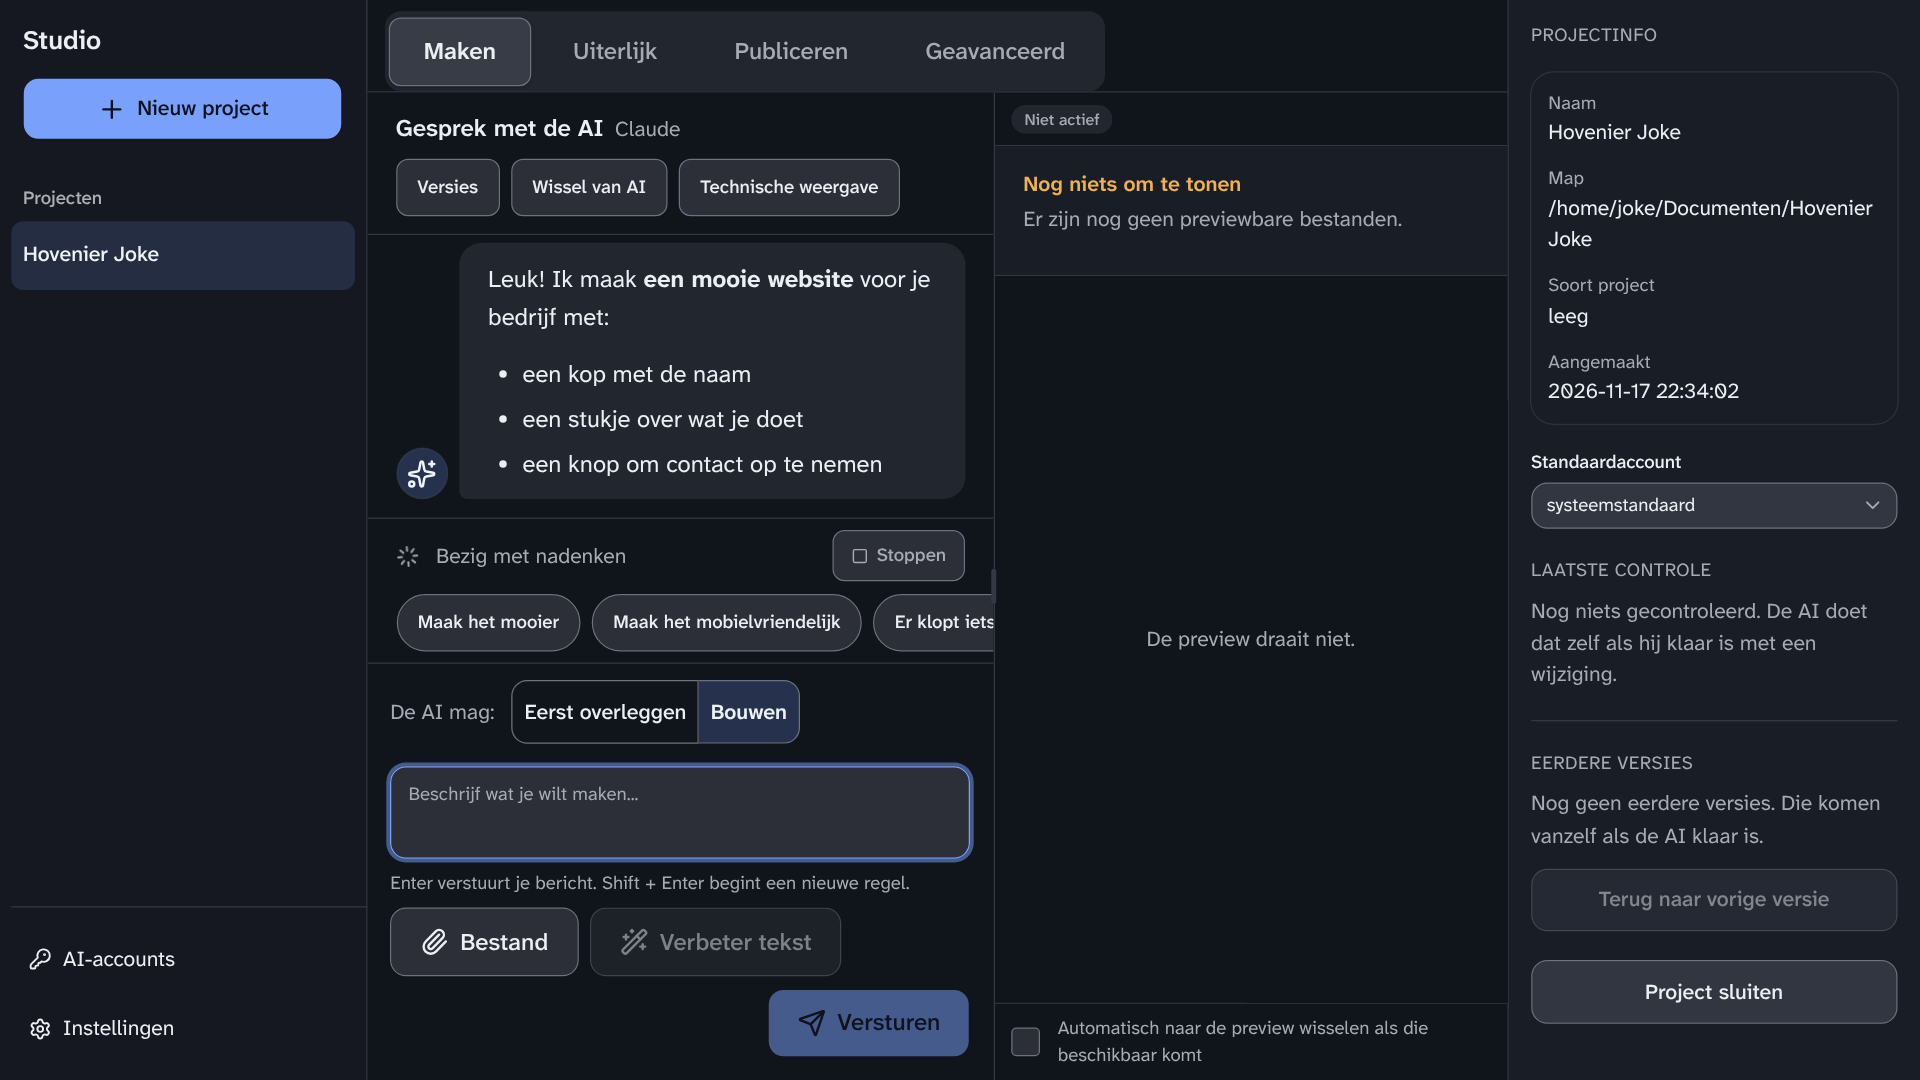 Studio
Nieuw project
Projecten
Hovenier Joke
AI-accounts
Instellingen
Maken
Uiterlijk
Publiceren
Geavanceerd
Gesprek met de AI Claude
Versies
Wissel van AI
Technische weergave
Leuk! Ik maak een mooie website voor je
bedrijf met:
• een kop met de naam
• een stukje over wat je doet
• een knop om contact op te nemen
Bezig met nadenken
Stoppen
Maak het mooier
Maak het mobielvriendelijk
Er klopt iets
De AI mag:
Eerst overleggen
Bouwen
Beschrijf wat je wilt maken...
Enter verstuurt je bericht. Shift + Enter begint een nieuwe regel.
Bestand
Verbeter tekst
Versturen
Niet actief
Nog niets om te tonen
Er zijn nog geen previewbare bestanden.
De preview draait niet.
Automatisch naar de preview wisselen als die
beschikbaar komt
PROJECTINFO
Naam
Hovenier Joke
Map
/home/joke/Documenten/Hovenier
Joke
Soort project
leeg
Aangemaakt
2026-11-17 22:34:02
Standaardaccount
systeemstandaard
LAATSTE CONTROLE
Nog niets gecontroleerd. De AI doet
dat zelf als hij klaar is met een
wijziging.
EERDERE VERSIES
Nog geen eerdere versies. Die komen
vanzelf als de AI klaar is.
Terug naar vorige versie
Project sluiten